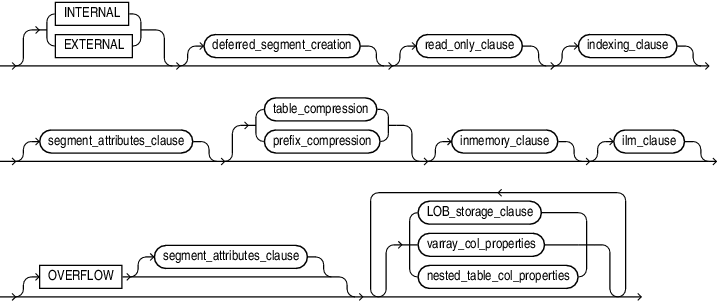 INTERNAL
EXTERNAL
deferred_segment_creation
read_only_clause
indexing_clause
segment_attributes_clause
table_compression
prefix_compression
inmemory_clause
ilm_clause
OVERFLOW
segment_attributes_clause
LOB_storage_clause
varray_col_properties
nested_table_col_properties